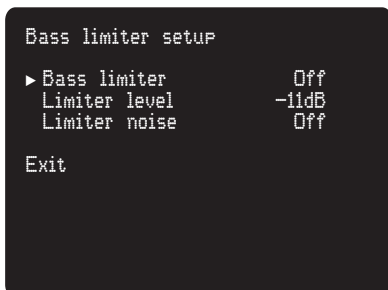 Bass limiter setup
▶ Bass limiter Off
Limiter level -11dB
Limiter noise Off
Exit